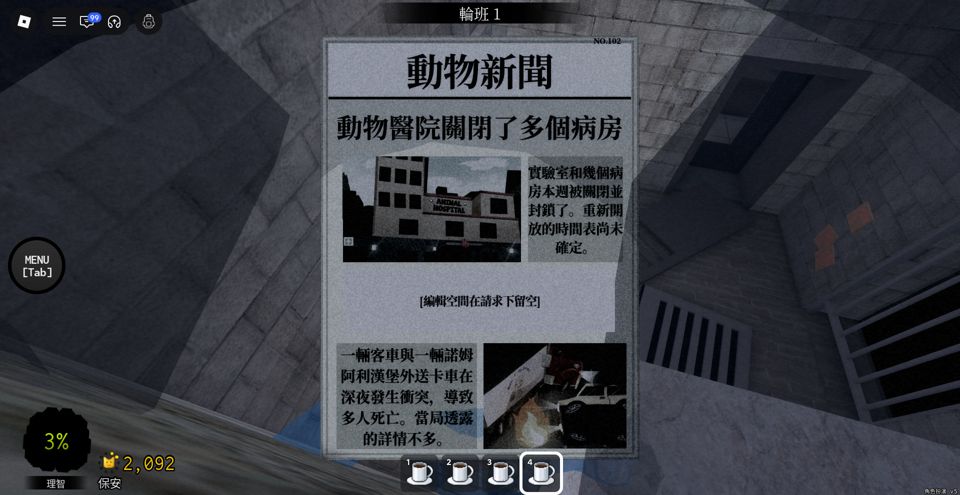 99
輪班 1
NO.102
動物新聞
動物醫院關閉了多個病房
ANIMAL
HOSPITAL
實驗室和幾個病
房本週被關閉並
封鎖了。重新開
放的時間表尚未
確定。
[編輯空間在請求下留空]
一輛客車與一輛諾姆
阿利漢堡外送卡車在
深夜發生衝突，導致
多人死亡。當局透露
的詳情不多。
MENU
[Tab]
3%
理智
2,092
保安
1
2
3
4
角色扮演 v5